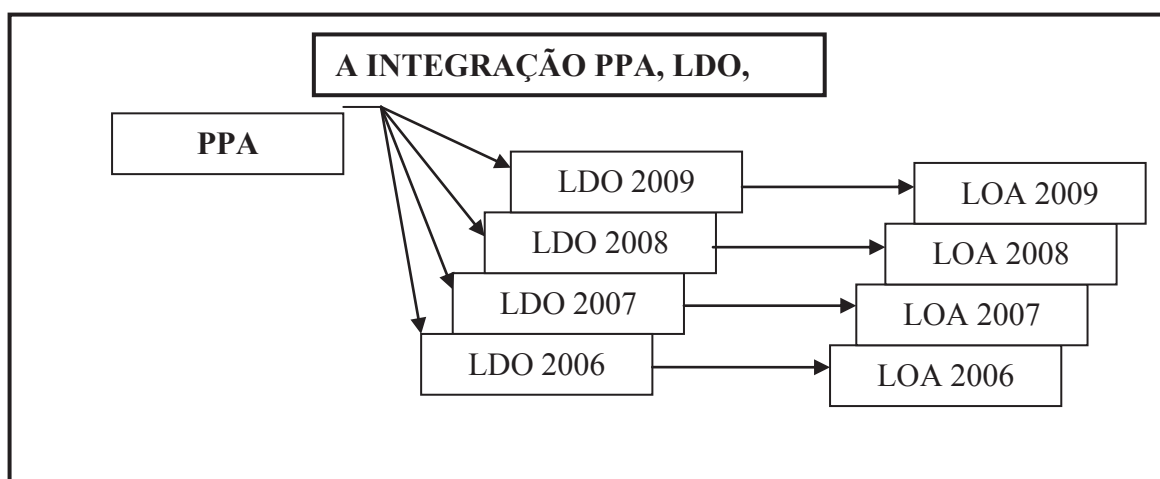 A INTEGRAÇÃO PPA, LDO,
PPA
LDO 2009
LOA 2009
LDO 2008
LOA 2008
LDO 2007
LOA 2007
LDO 2006
LOA 2006